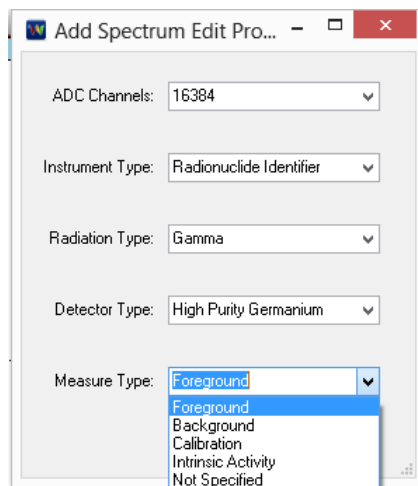 Add Spectrum Edit Pro...
ADC Channels: 16384
Instrument Type: Radionuclide Identifier
Radiation Type: Gamma
Detector Type: High Purity Germanium
Measure Type: Foreground
Foreground
Background
Calibration
Intrinsic Activity
Not Specified